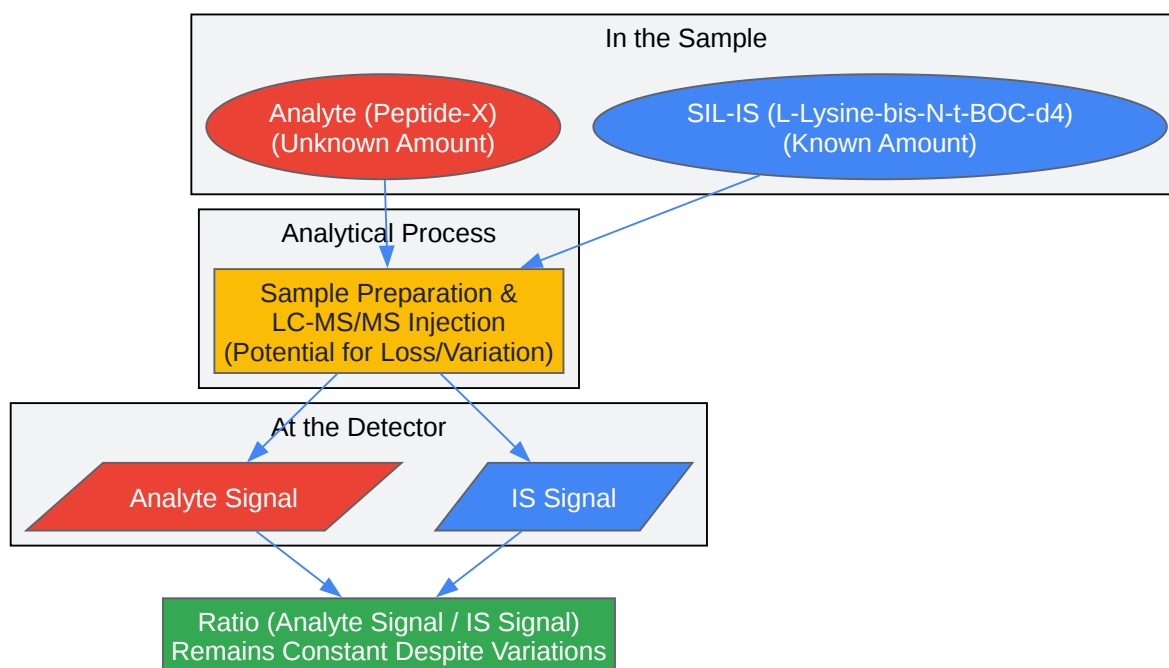 In the Sample
Analyte (Peptide-X)
(Unknown Amount)
SIL-IS (L-Lysine-bis-N-t-BOC-d4)
(Known Amount)
Analytical Process
Sample Preparation &
LC-MS/MS Injection
(Potential for Loss/Variation)
At the Detector
Analyte Signal
IS Signal
Ratio (Analyte Signal / IS Signal)
Remains Constant Despite Variations